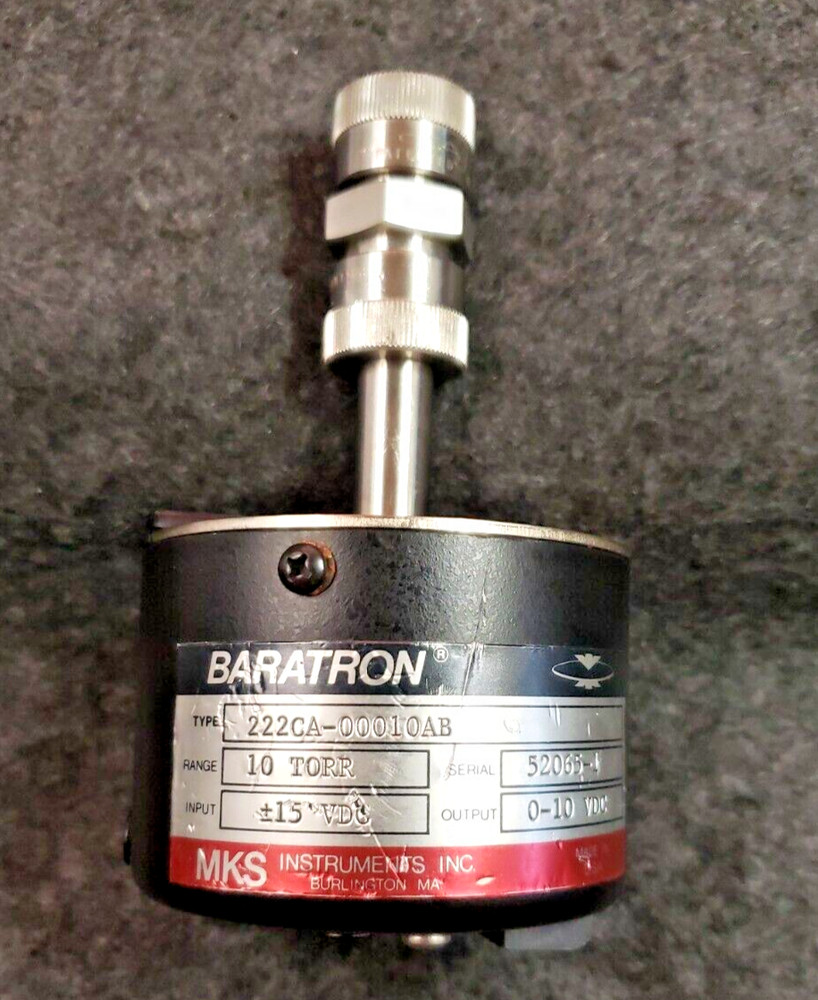 BARATRON®
TYPE 222CA-00010AB
RANGE 10 TORR SERIAL 52065-
INPUT ±15 VDC OUTPUT 0-10 VDC
MKS INSTRUMENTS INC.
BURLINGTON MA